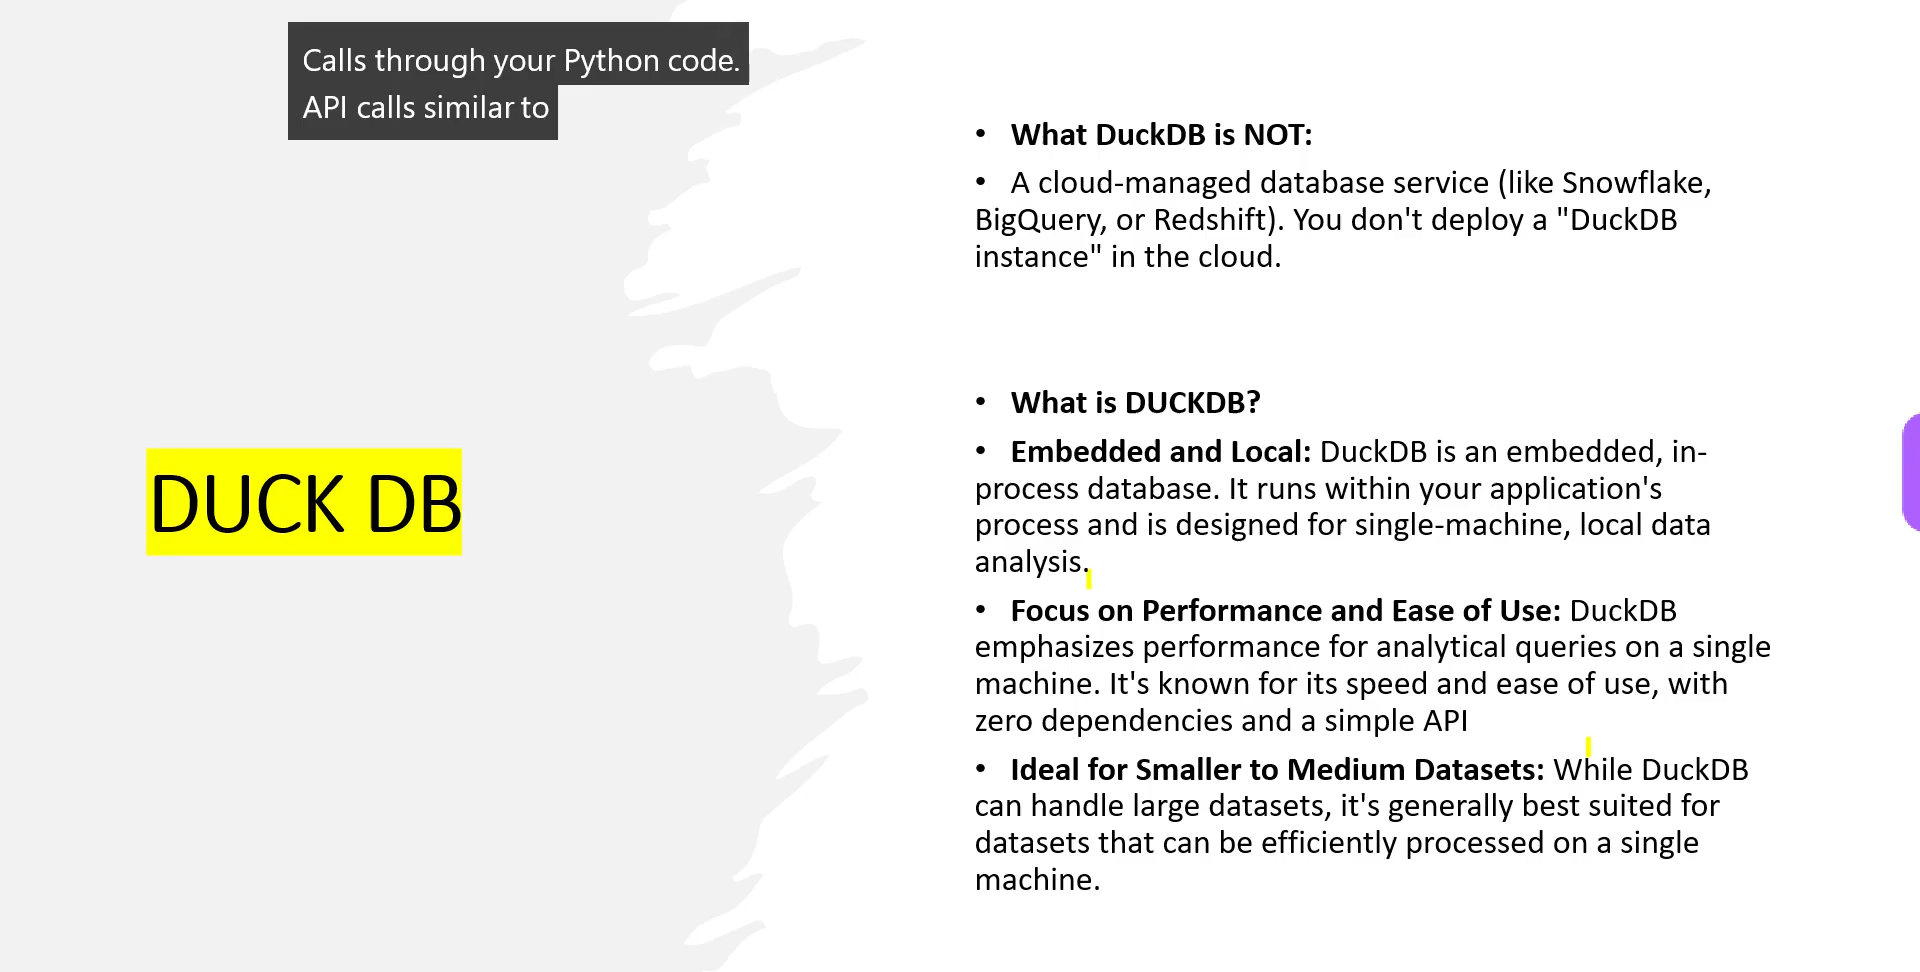 Calls through your Python code.
API calls similar to
DUCK DB
• What DuckDB is NOT:
• A cloud-managed database service (like Snowflake,
BigQuery, or Redshift). You don't deploy a "DuckDB
instance" in the cloud.
• What is DUCKDB?
• Embedded and Local: DuckDB is an embedded, in-
process database. It runs within your application's
process and is designed for single-machine, local data
analysis.
• Focus on Performance and Ease of Use: DuckDB
emphasizes performance for analytical queries on a single
machine. It's known for its speed and ease of use, with
zero dependencies and a simple API
• Ideal for Smaller to Medium Datasets: While DuckDB
can handle large datasets, it's generally best suited for
datasets that can be efficiently processed on a single
machine.